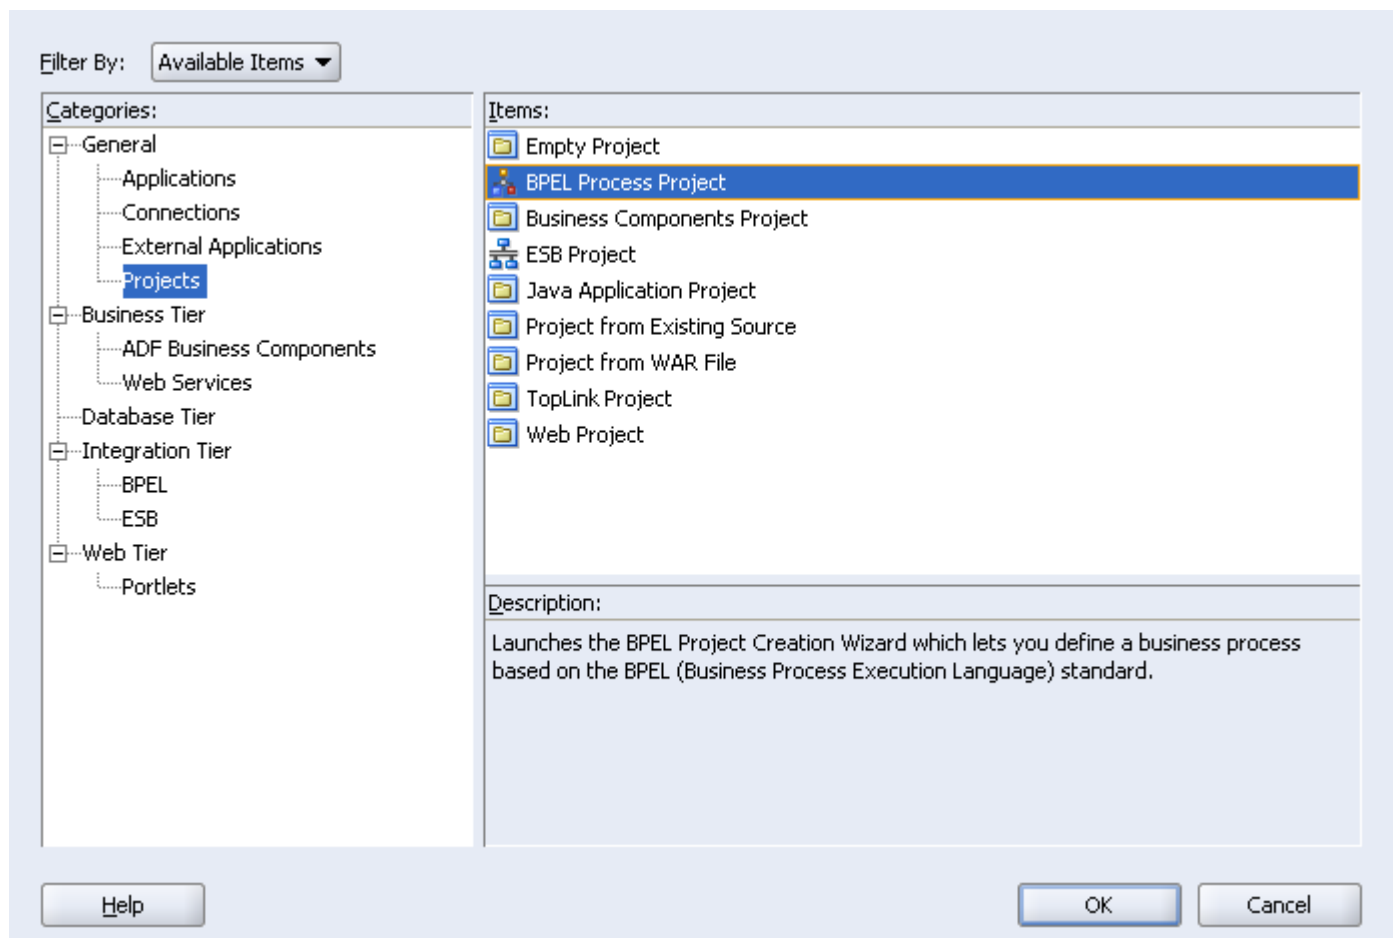 Filter By: Available Items
Categories:
General
Applications
Connections
External Applications
Projects
Business Tier
ADF Business Components
Web Services
Database Tier
Integration Tier
BPEL
ESB
Web Tier
Portlets
Items:
Empty Project
BPEL Process Project
Business Components Project
ESB Project
Java Application Project
Project from Existing Source
Project from WAR File
TopLink Project
Web Project
Description:
Launches the BPEL Project Creation Wizard which lets you define a business process
based on the BPEL (Business Process Execution Language) standard.
Help OK Cancel